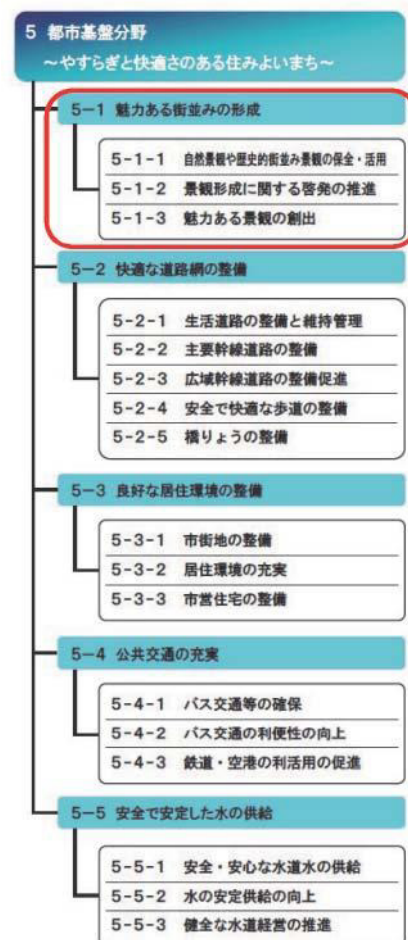 5 都市基盤分野
～やすらぎと快適さのある住みよいまち～
5−1 魅力ある街並みの形成
5-1-1 自然景観や歴史的街並み景観の保全・活用
5-1-2 景観形成に関する啓発の推進
5-1-3 魅力ある景観の創出
5−2 快適な道路網の整備
5-2-1 生活道路の整備と維持管理
5-2-2 主要幹線道路の整備
5-2-3 広域幹線道路の整備促進
5-2-4 安全で快適な歩道の整備
5-2-5 橋りょうの整備
5−3 良好な居住環境の整備
5-3-1 市街地の整備
5-3-2 居住環境の充実
5-3-3 市営住宅の整備
5−4 公共交通の充実
5-4-1 バス交通等の確保
5-4-2 バス交通の利便性の向上
5-4-3 鉄道・空港の利活用の促進
5−5 安全で安定した水の供給
5-5-1 安全・安心な水道水の供給
5-5-2 水の安定供給の向上
5-5-3 健全な水道経営の推進